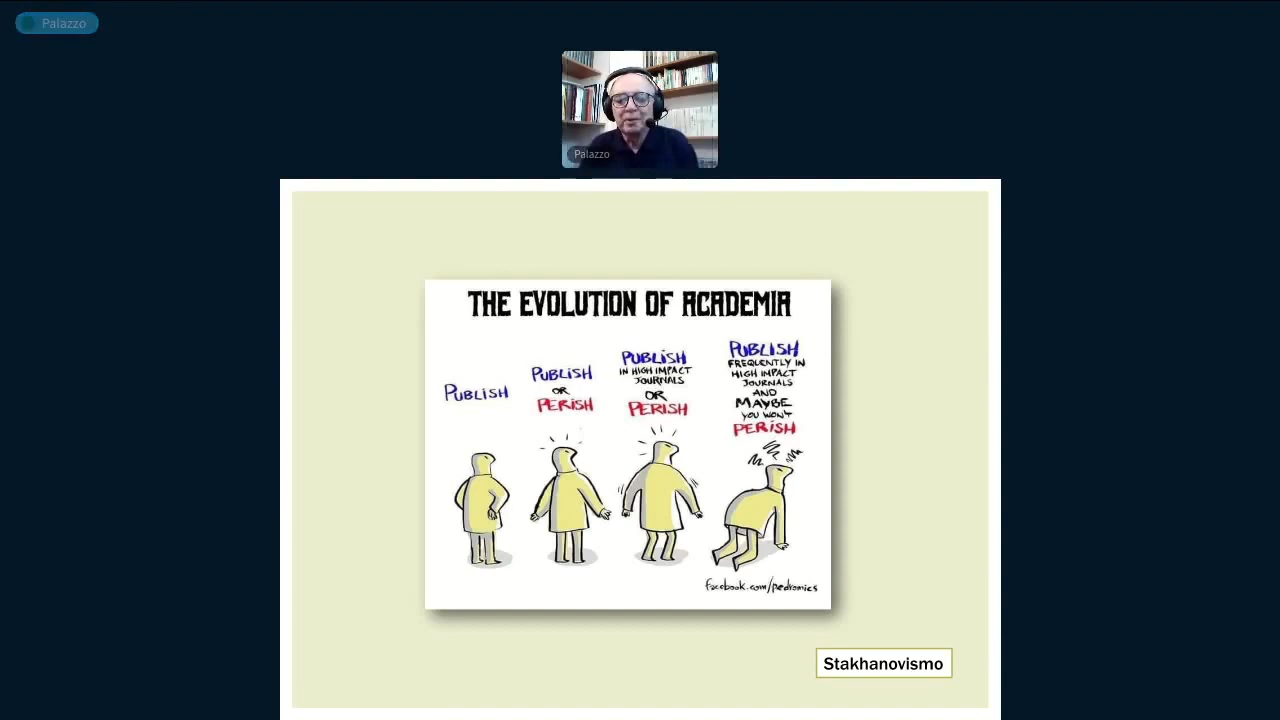 Palazzo
Palazzo
THE EVOLUTION OF ACADEMIA
PUBLISH
PUBLISH
OR
PERISH
PUBLISH
IN HIGH IMPACT
JOURNALS
OR
PERISH
PUBLISH
FREQUENTLY IN
HIGH IMPACT
JOURNALS
AND
MAYBE
YOU WON'T
PERISH
facebook.com/pedromics
Stakhanovismo